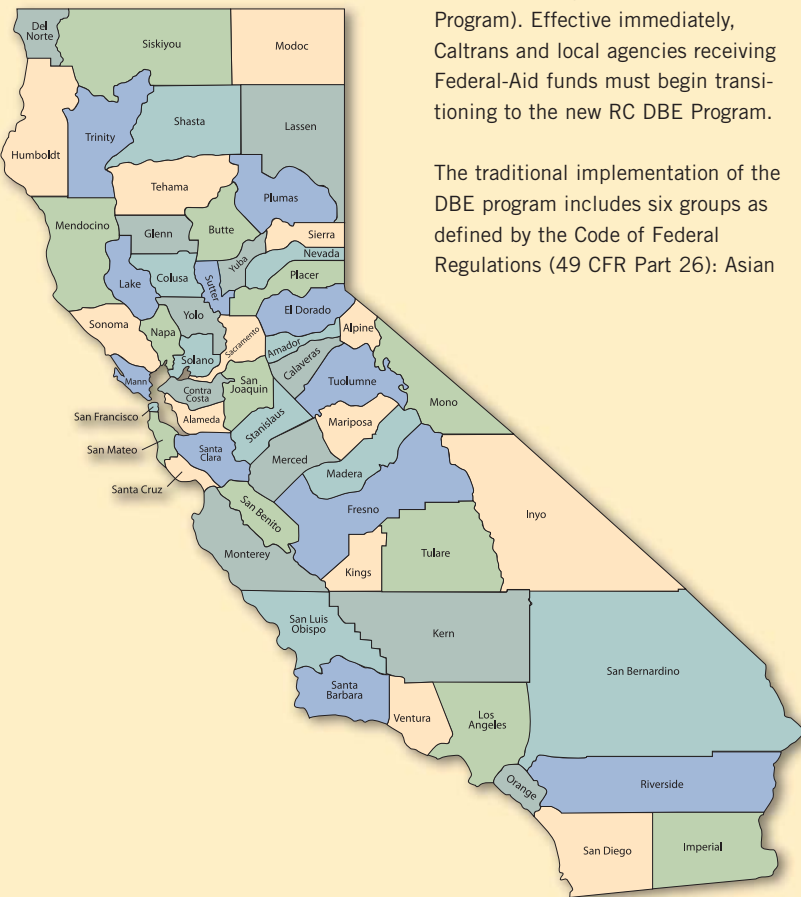 Program). Effective immediately,
Caltrans and local agencies receiving
Federal-Aid funds must begin transi-
tioning to the new RC DBE Program.
The traditional implementation of the
DBE program includes six groups as
defined by the Code of Federal
Regulations (49 CFR Part 26): Asian
Del
Norte
Siskiyou
Modoc
Humboldt
Trinity
Shasta
Lassen
Tehama
Plumas
Mendocino
Glenn
Butte
Sierra
Nevada
Yuba
Placer
Lake
Colusa
Sutter
El Dorado
Sonoma
Napa
Yolo
Sacramento
Alpine
Amador
Solano
Calaveras
Tuolumne
Mono
Mann
Contra
Costa
San
Joaquin
San Francisco
Alameda
Stanislaus
Mariposa
San Mateo
Santa
Clara
Merced
Madera
Santa Cruz
San Benito
Fresno
Inyo
Monterey
Kings
Tulare
San Luis
Obispo
Kern
San Bernardino
Santa
Barbara
Ventura
Los
Angeles
Orange
Riverside
San Diego
Imperial